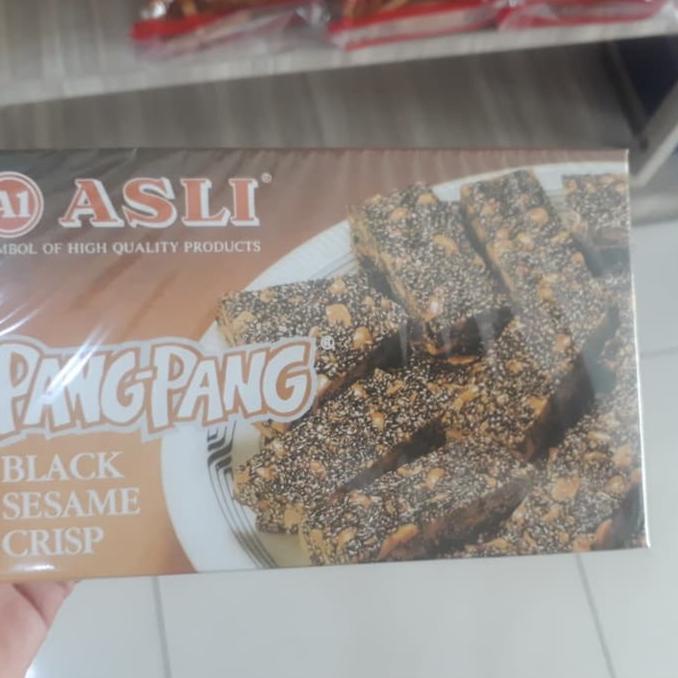 A1 ASLI®
MBOL OF HIGH QUALITY PRODUCTS
PANG-PANG®
BLACK
SESAME
CRISP